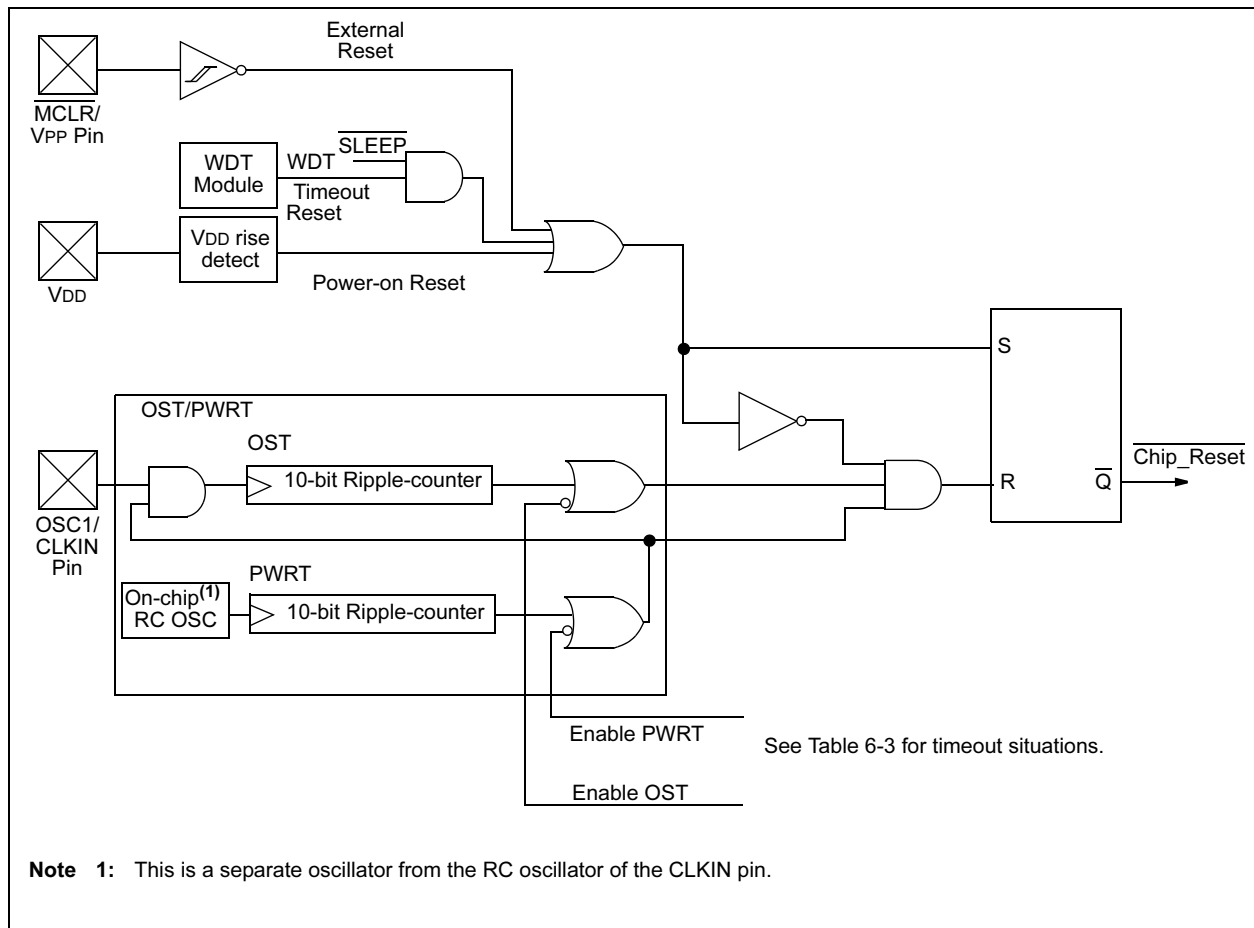 External
Reset
MCLR/
VPP Pin
SLEEP
WDT
Module
WDT
Timeout
Reset
VDD rise
detect
VDD
Power-on Reset
S
OST/PWRT
OST
10-bit Ripple-counter
Chip_Reset
R
Q
OSC1/
CLKIN
Pin
PWRT
On-chip(1)
RC OSC
10-bit Ripple-counter
Enable PWRT
See Table 6-3 for timeout situations.
Enable OST
Note 1: This is a separate oscillator from the RC oscillator of the CLKIN pin.